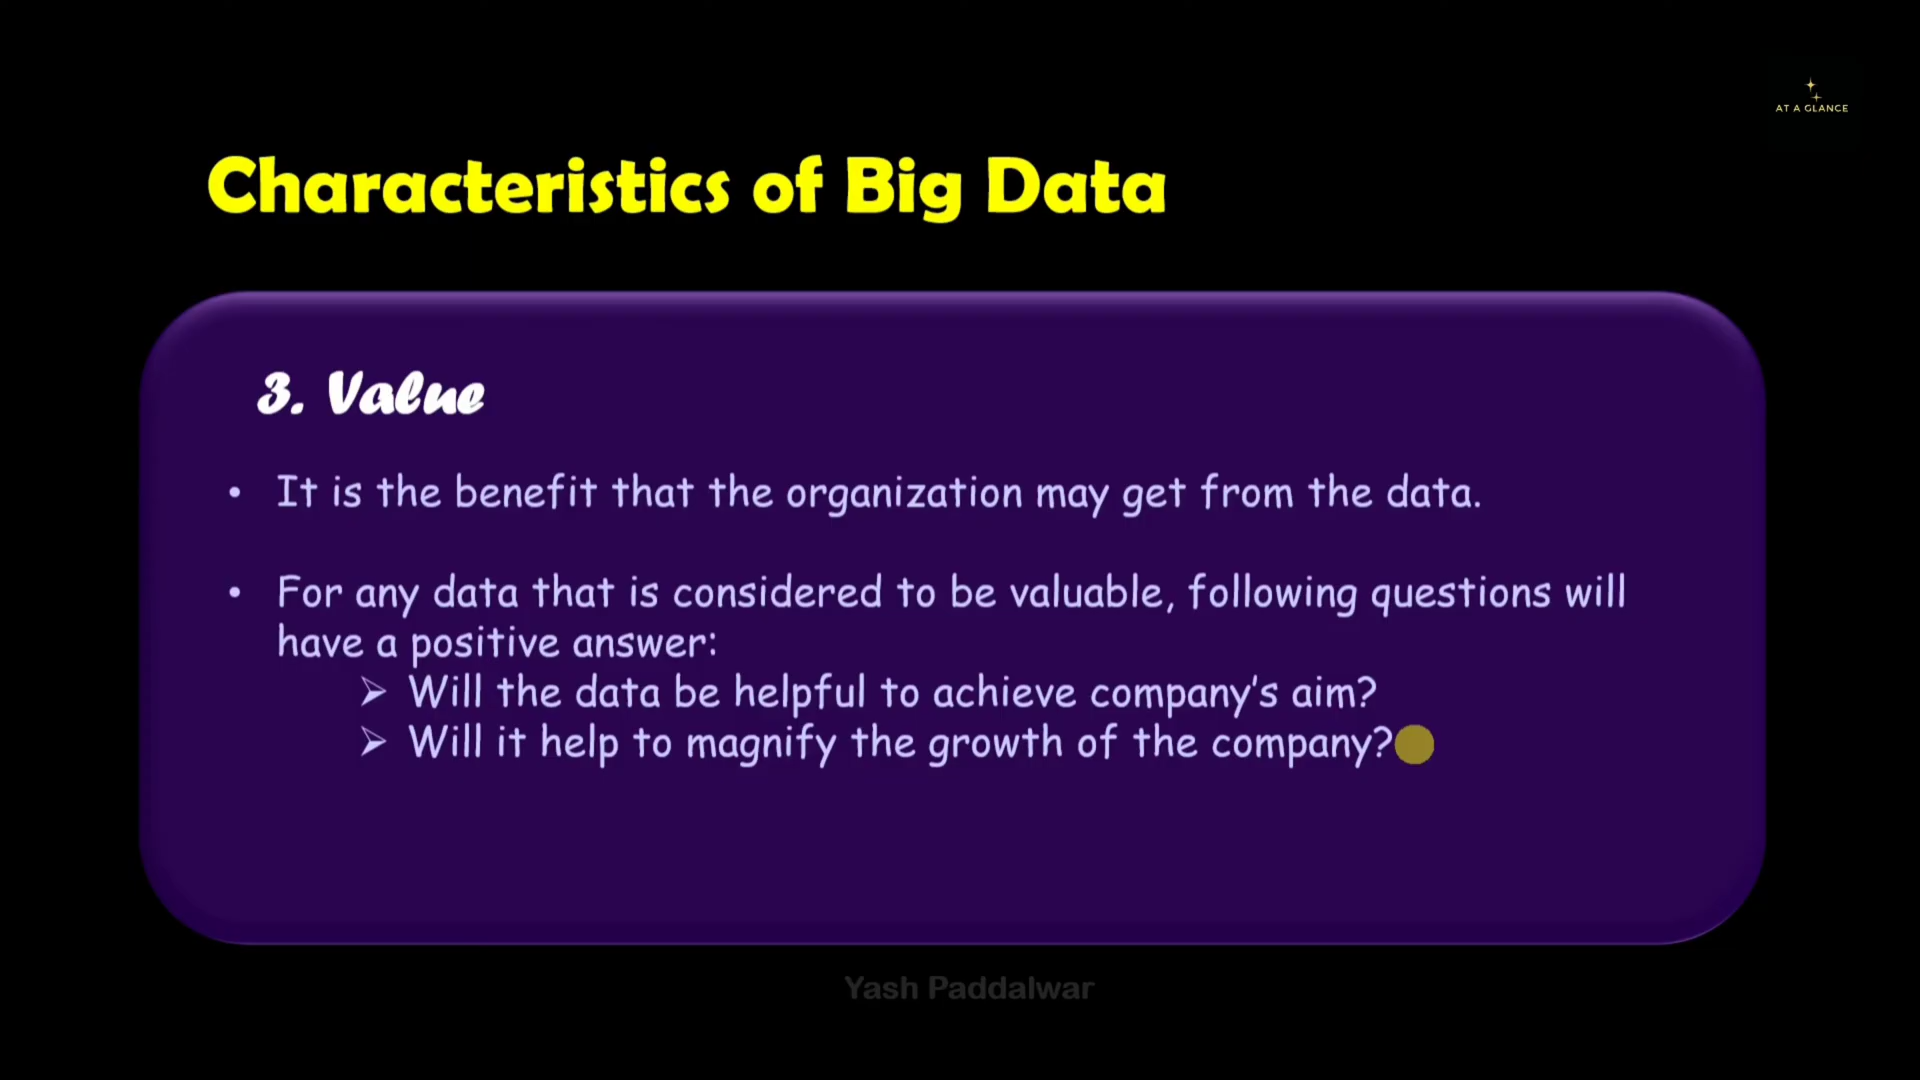 AT A GLANCE
Characteristics of Big Data
3. Value
• It is the benefit that the organization may get from the data.
• For any data that is considered to be valuable, following questions will
have a positive answer:
➢ Will the data be helpful to achieve company's aim?
➢ Will it help to magnify the growth of the company?
Yash Paddalwar